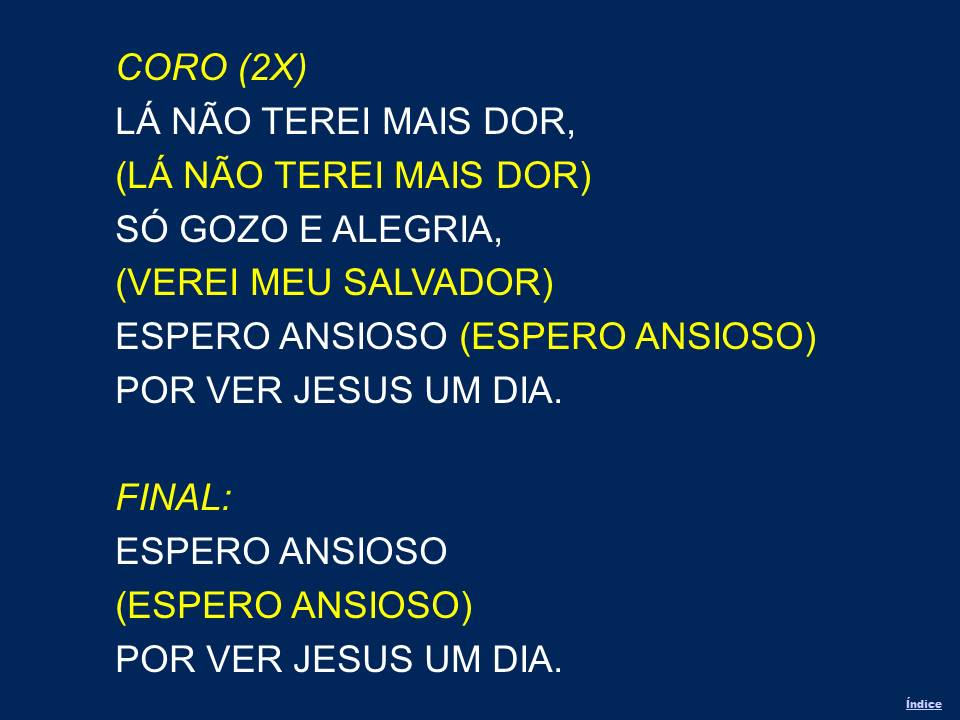 CORO (2X)
LÁ NÃO TEREI MAIS DOR,
(LÁ NÃO TEREI MAIS DOR)
SÓ GOZO E ALEGRIA,
(VEREI MEU SALVADOR)
ESPERO ANSIOSO (ESPERO ANSIOSO)
POR VER JESUS UM DIA.
FINAL:
ESPERO ANSIOSO
(ESPERO ANSIOSO)
POR VER JESUS UM DIA.
Índice